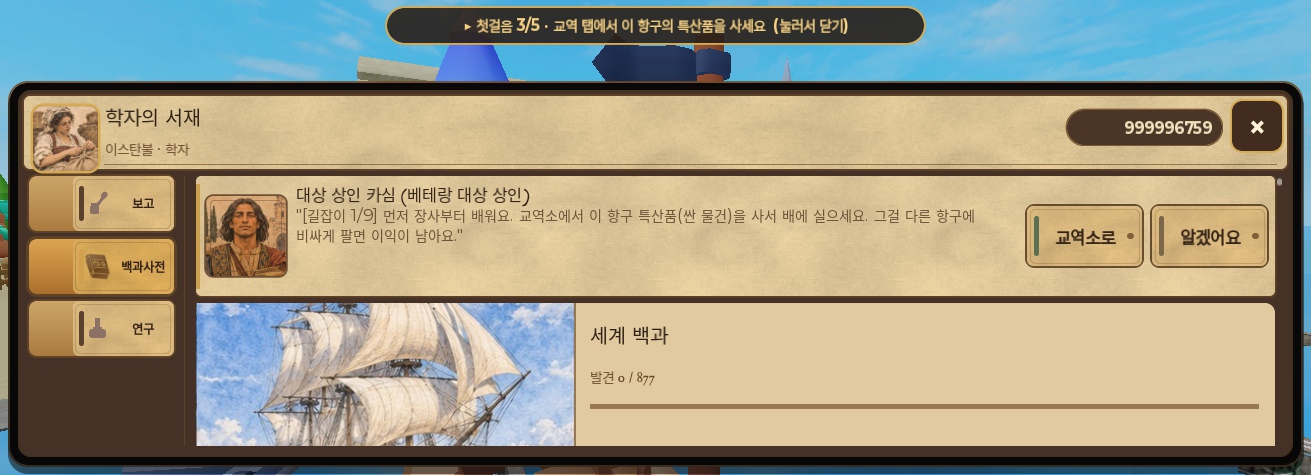 ▸ 첫걸음 3/5 · 교역 탭에서 이 항구의 특산품을 사세요 (눌러서 닫기)
학자의 서재
이스탄불 · 학자
999996759
×
보고
백과사전
연구
대상 상인 카심 (베테랑 대상 상인)
"[길잡이 1/9] 먼저 장사부터 배워요. 교역소에서 이 항구 특산품(싼 물건)을 사서 배에 실으세요. 그걸 다른 항구에
비싸게 팔면 이익이 남아요."
교역소로
알겠어요
세계 백과
발견 0 / 877